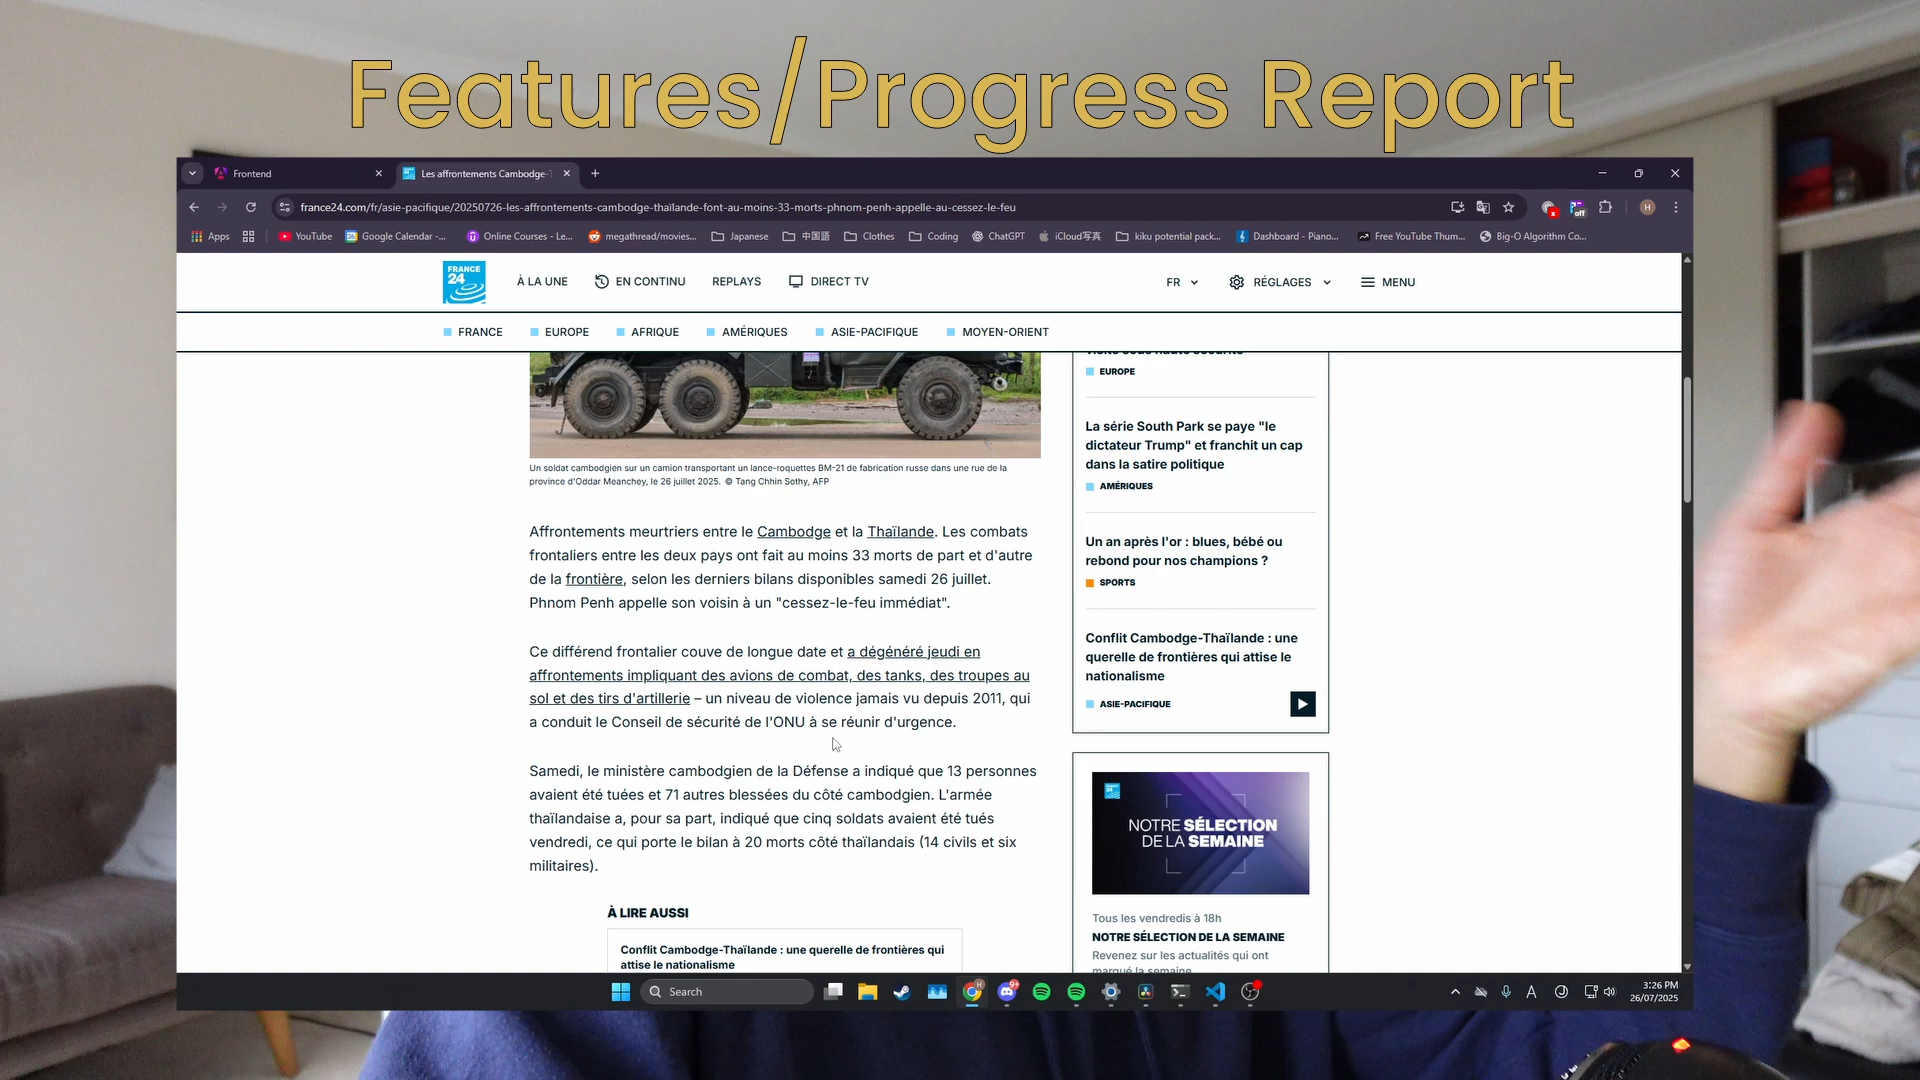 Features/Progress Report
Frontend
Les affrontements Cambodge-T
france24.com/fr/asie-pacifique/20250726-les-affrontements-cambodge-thaïlande-font-au-moins-33-morts-phnom-penh-appelle-au-cessez-le-feu
Apps YouTube Google Calendar -... Online Courses - Le... megathread/movies... Japanese 中国語 Clothes Coding ChatGPT iCloud写真 kiku potential pack... Dashboard - Piano... Free YouTube Thum... Big-O Algorithm Co...
FRANCE 24
À LA UNE EN CONTINU REPLAYS DIRECT TV FR RÉGLAGES MENU
FRANCE EUROPE AFRIQUE AMÉRIQUES ASIE-PACIFIQUE MOYEN-ORIENT
Un soldat cambodgien sur un camion transportant un lance-roquettes BM-21 de fabrication russe dans une rue de la
province d'Oddar Meanchey, le 26 juillet 2025. © Tang Chhin Sothy, AFP
Affrontements meurtriers entre le Cambodge et la Thaïlande. Les combats
frontaliers entre les deux pays ont fait au moins 33 morts de part et d'autre
de la frontière, selon les derniers bilans disponibles samedi 26 juillet.
Phnom Penh appelle son voisin à un "cessez-le-feu immédiat".
Ce différend frontalier couve de longue date et a dégénéré jeudi en
affrontements impliquant des avions de combat, des tanks, des troupes au
sol et des tirs d'artillerie – un niveau de violence jamais vu depuis 2011, qui
a conduit le Conseil de sécurité de l'ONU à se réunir d'urgence.
Samedi, le ministère cambodgien de la Défense a indiqué que 13 personnes
avaient été tuées et 71 autres blessées du côté cambodgien. L'armée
thaïlandaise a, pour sa part, indiqué que cinq soldats avaient été tués
vendredi, ce qui porte le bilan à 20 morts côté thaïlandais (14 civils et six
militaires).
À LIRE AUSSI
Conflit Cambodge-Thaïlande : une querelle de frontières qui
attise le nationalisme
EUROPE
La série South Park se paye "le
dictateur Trump" et franchit un cap
dans la satire politique
AMÉRIQUES
Un an après l'or : blues, bébé ou
rebond pour nos champions ?
SPORTS
Conflit Cambodge-Thaïlande : une
querelle de frontières qui attise le
nationalisme
ASIE-PACIFIQUE
NOTRE SÉLECTION
DE LA SEMAINE
Tous les vendredis à 18h
NOTRE SÉLECTION DE LA SEMAINE
Revenez sur les actualités qui ont
marqué la semaine
Search
3:26 PM
26/07/2025